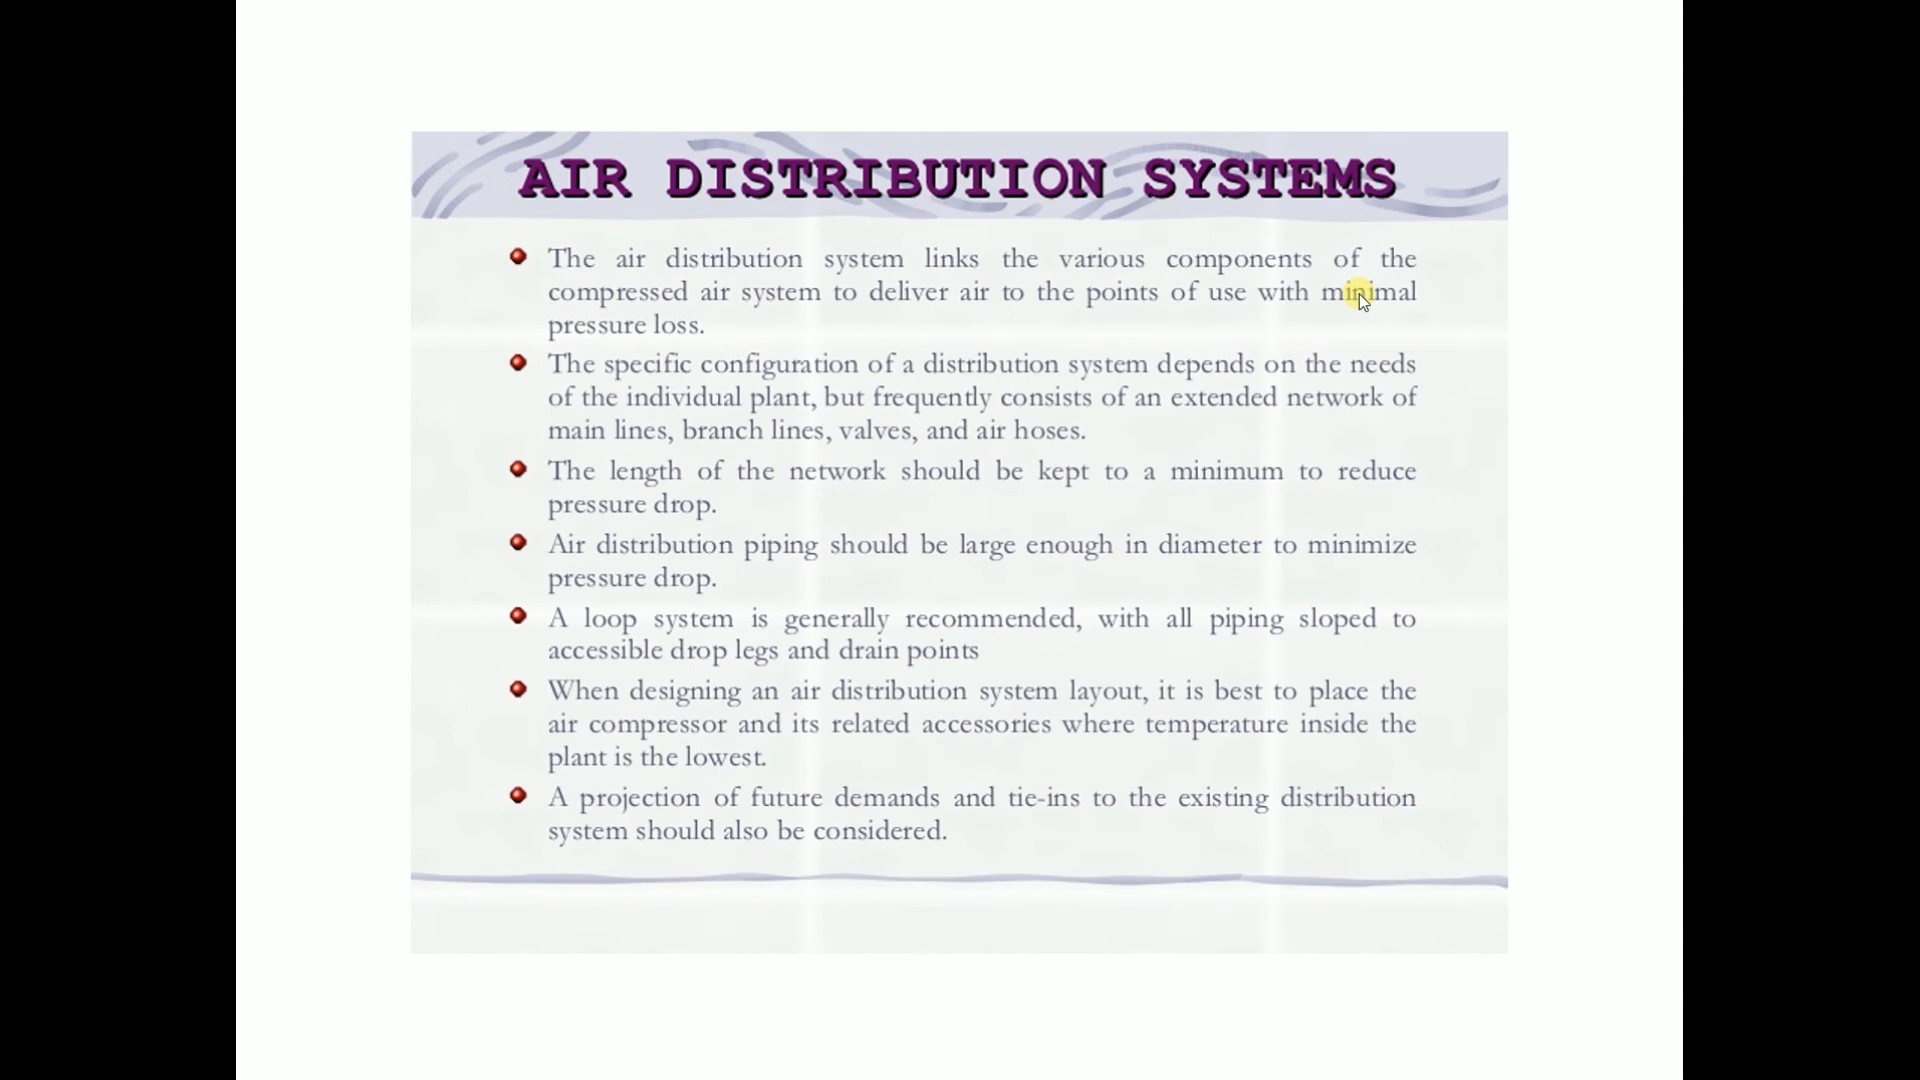 AIR DISTRIBUTION SYSTEMS
The air distribution system links the various components of the
compressed air system to deliver air to the points of use with minimal
pressure loss.
The specific configuration of a distribution system depends on the needs
of the individual plant, but frequently consists of an extended network of
main lines, branch lines, valves, and air hoses.
The length of the network should be kept to a minimum to reduce
pressure drop.
Air distribution piping should be large enough in diameter to minimize
pressure drop.
A loop system is generally recommended, with all piping sloped to
accessible drop legs and drain points
When designing an air distribution system layout, it is best to place the
air compressor and its related accessories where temperature inside the
plant is the lowest.
A projection of future demands and tie-ins to the existing distribution
system should also be considered.